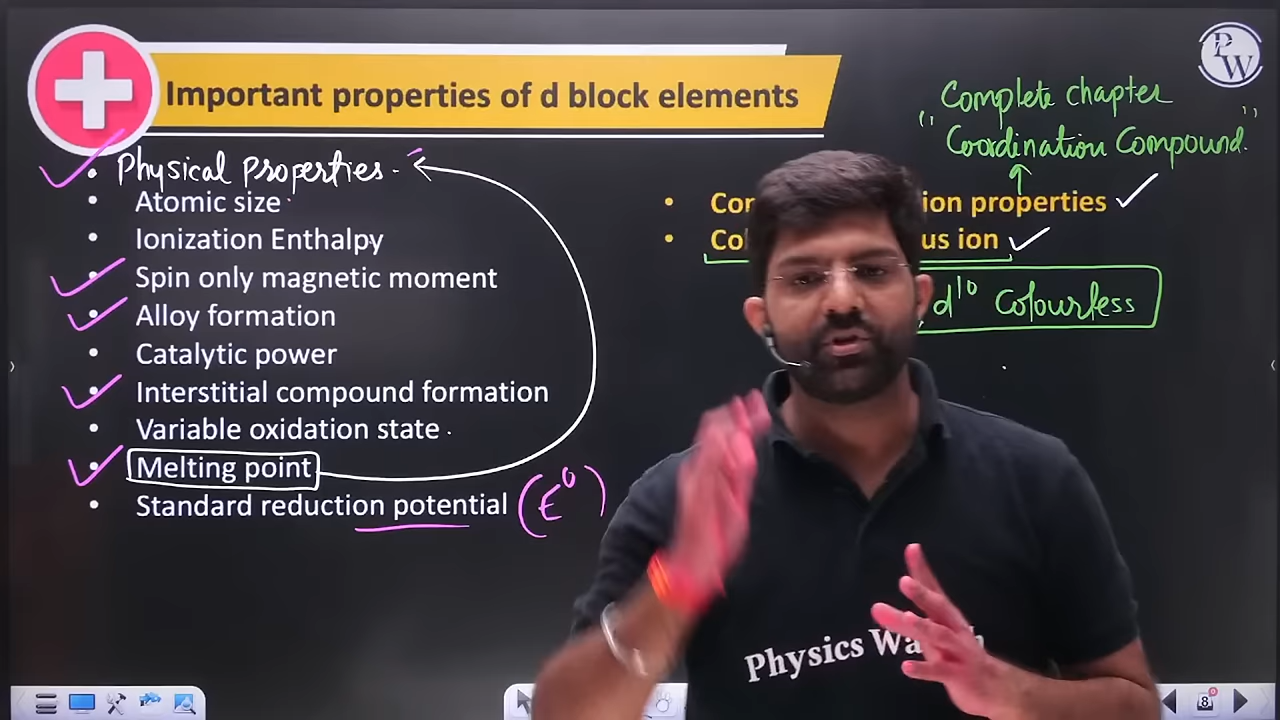 Important properties of d block elements
PW
Complete chapter
" Coordination Compound. "
• Physical Properties.
• Atomic size
• Ionization Enthalpy
• Spin only magnetic moment
• Alloy formation
• Catalytic power
• Interstitial compound formation
• Variable oxidation state
• Melting point
• Standard reduction potential (E⁰)
• ion properties
• us ion
d¹⁰ Colourless
Physics Wa
8